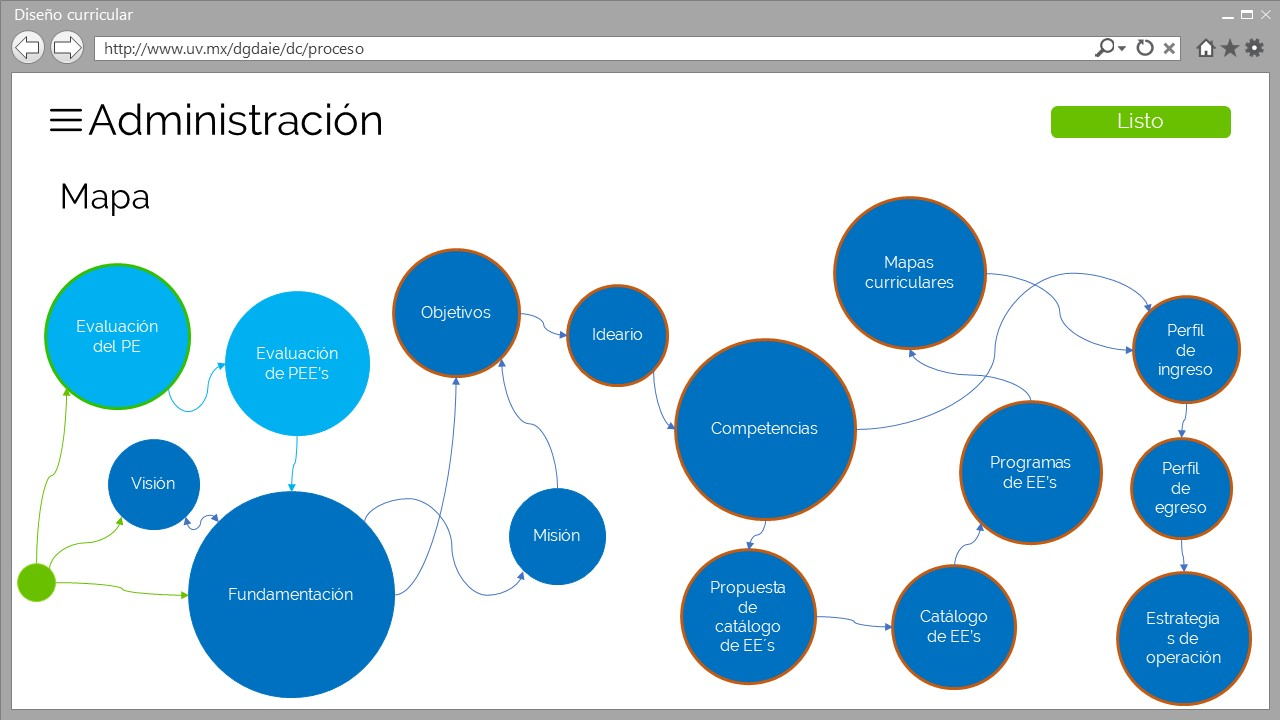 Diseño curricular
http://www.uv.mx/dgdaie/dc/proceso
Administración
Listo
Mapa
Evaluación
del PE
Evaluación
de PEE's
Visión
Fundamentación
Objetivos
Misión
Ideario
Competencias
Propuesta
de
catálogo
de EE´s
Catálogo
de EE's
Programas
de EE's
Mapas
curriculares
Perfil
de
ingreso
Perfil
de
egreso
Estrategia
s de
operación